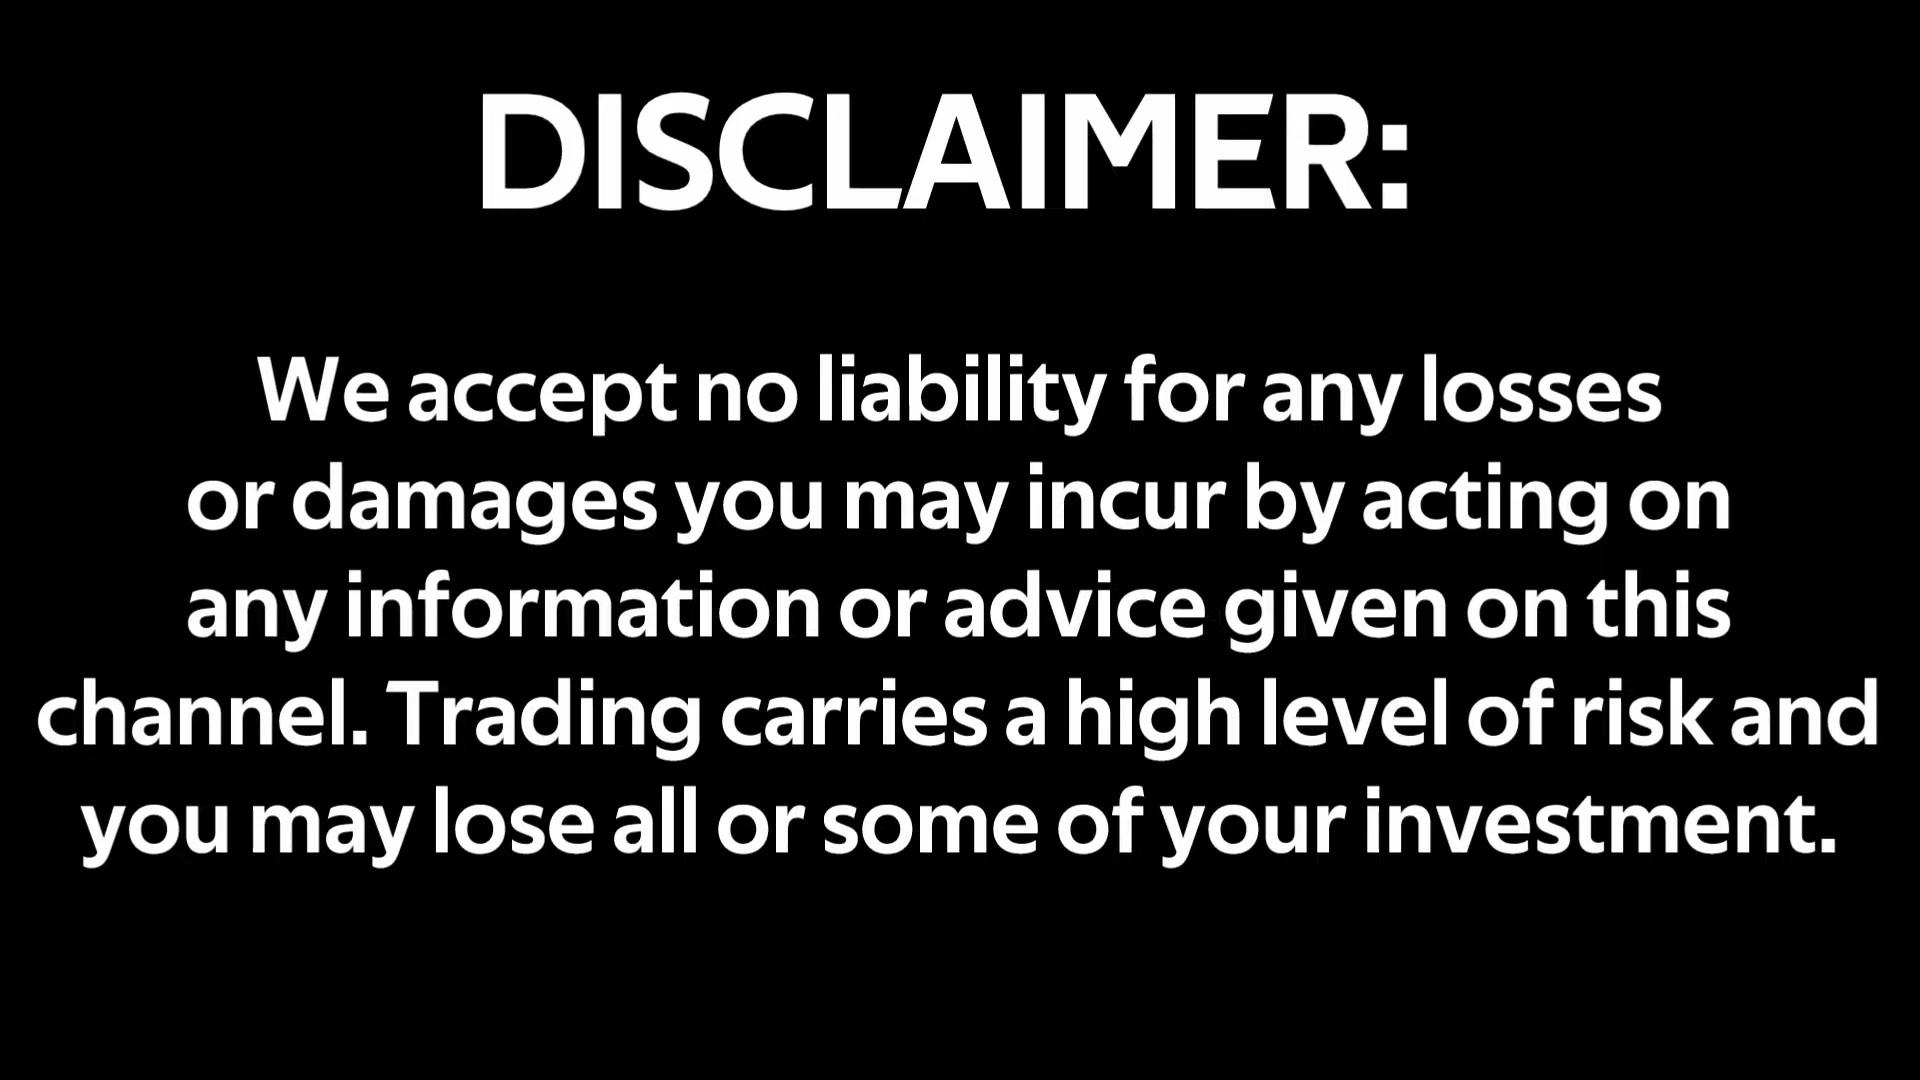 DISCLAIMER:
We accept no liability for any losses
or damages you may incur by acting on
any information or advice given on this
channel. Trading carries a high level of risk and
you may lose all or some of your investment.